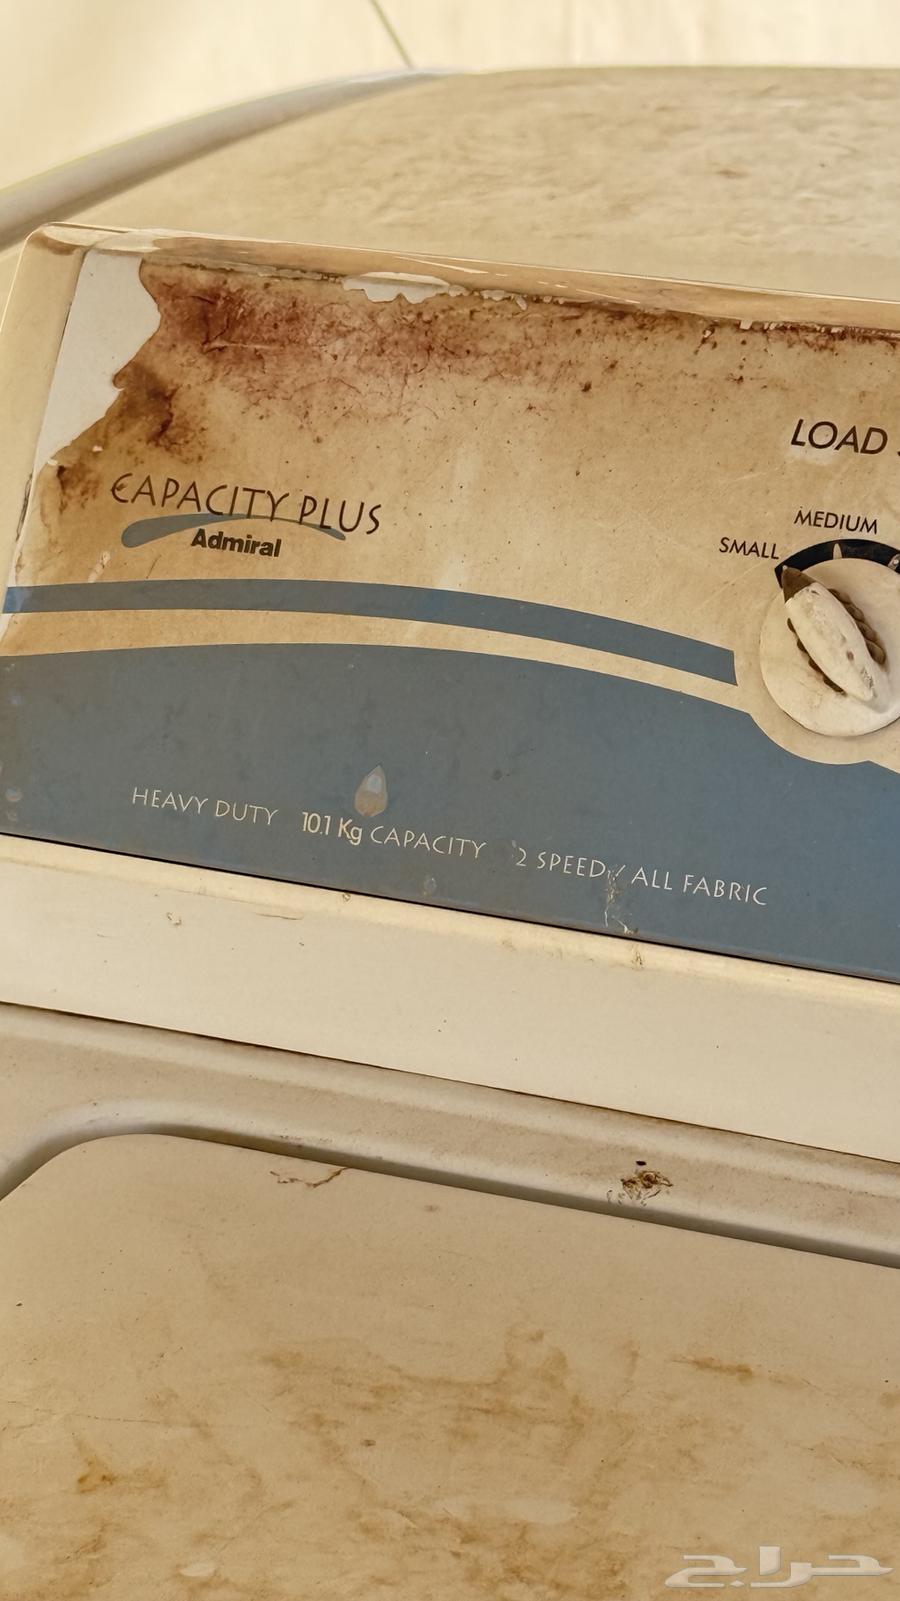 CAPACITY PLUS
Admiral
LOAD
MEDIUM
SMALL
HEAVY DUTY 10.1 Kg CAPACITY 2 SPEED / ALL FABRIC
حراج